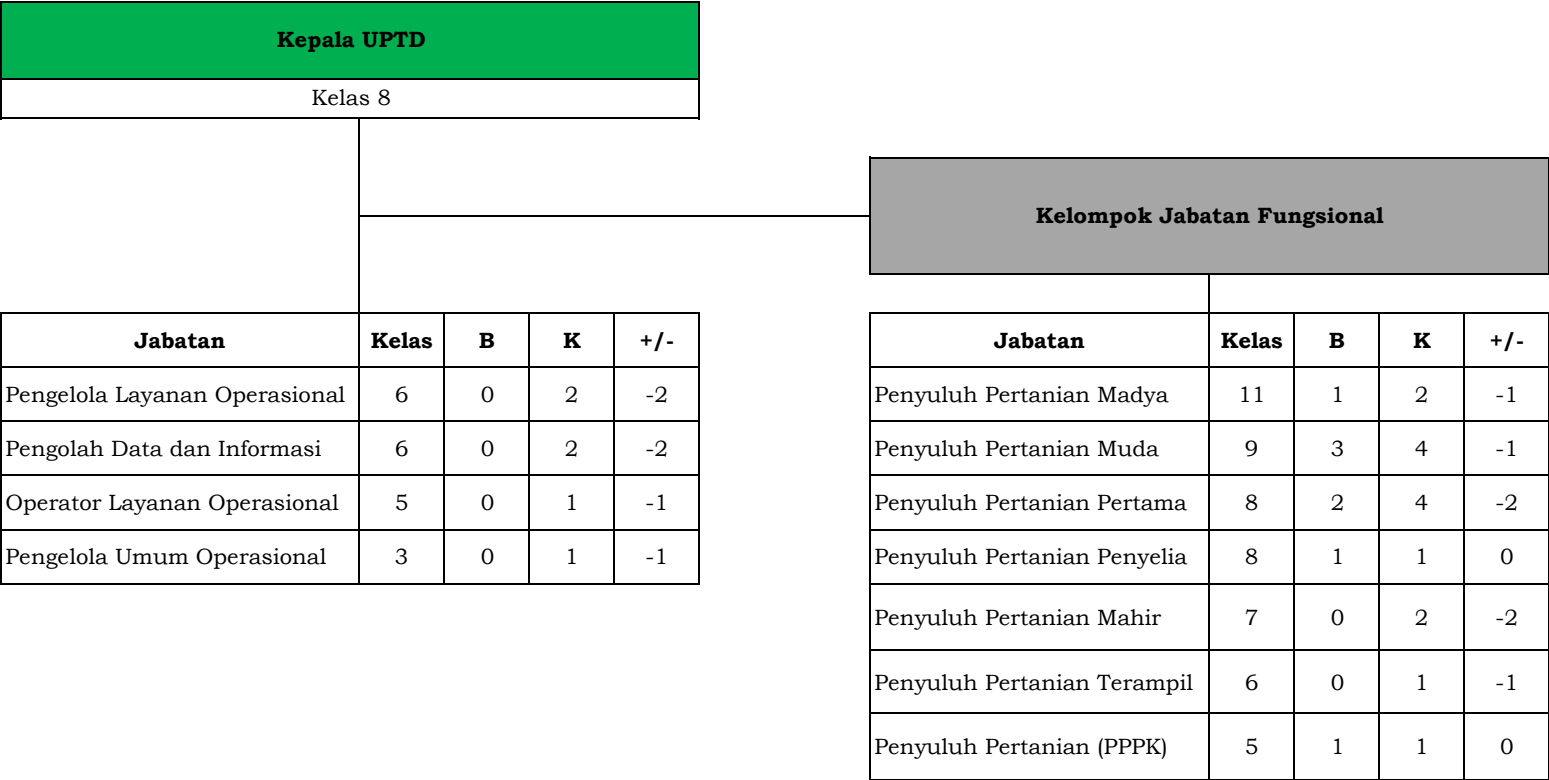 Kepala UPTD
Kelas 8
Kelompok Jabatan Fungsional
Jabatan Kelas B K +/-
Pengelola Layanan Operasional 6 0 2 -2
Pengolah Data dan Informasi 6 0 2 -2
Operator Layanan Operasional 5 0 1 -1
Pengelola Umum Operasional 3 0 1 -1
Jabatan Kelas B K +/-
Penyuluh Pertanian Madya 11 1 2 -1
Penyuluh Pertanian Muda 9 3 4 -1
Penyuluh Pertanian Pertama 8 2 4 -2
Penyuluh Pertanian Penyelia 8 1 1 0
Penyuluh Pertanian Mahir 7 0 2 -2
Penyuluh Pertanian Terampil 6 0 1 -1
Penyuluh Pertanian (PPPK) 5 1 1 0